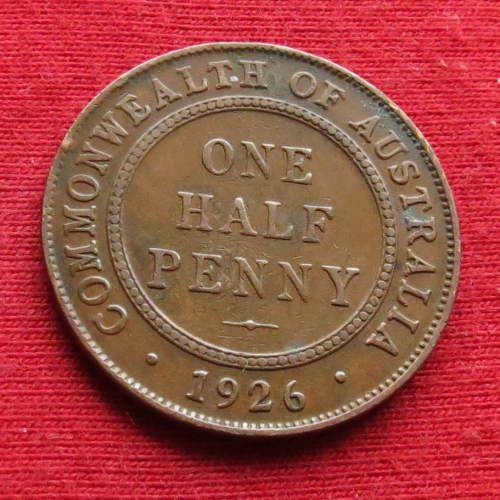 COMMONWEALTH OF AUSTRALIA
ONE
HALF
PENNY
· 1926 ·